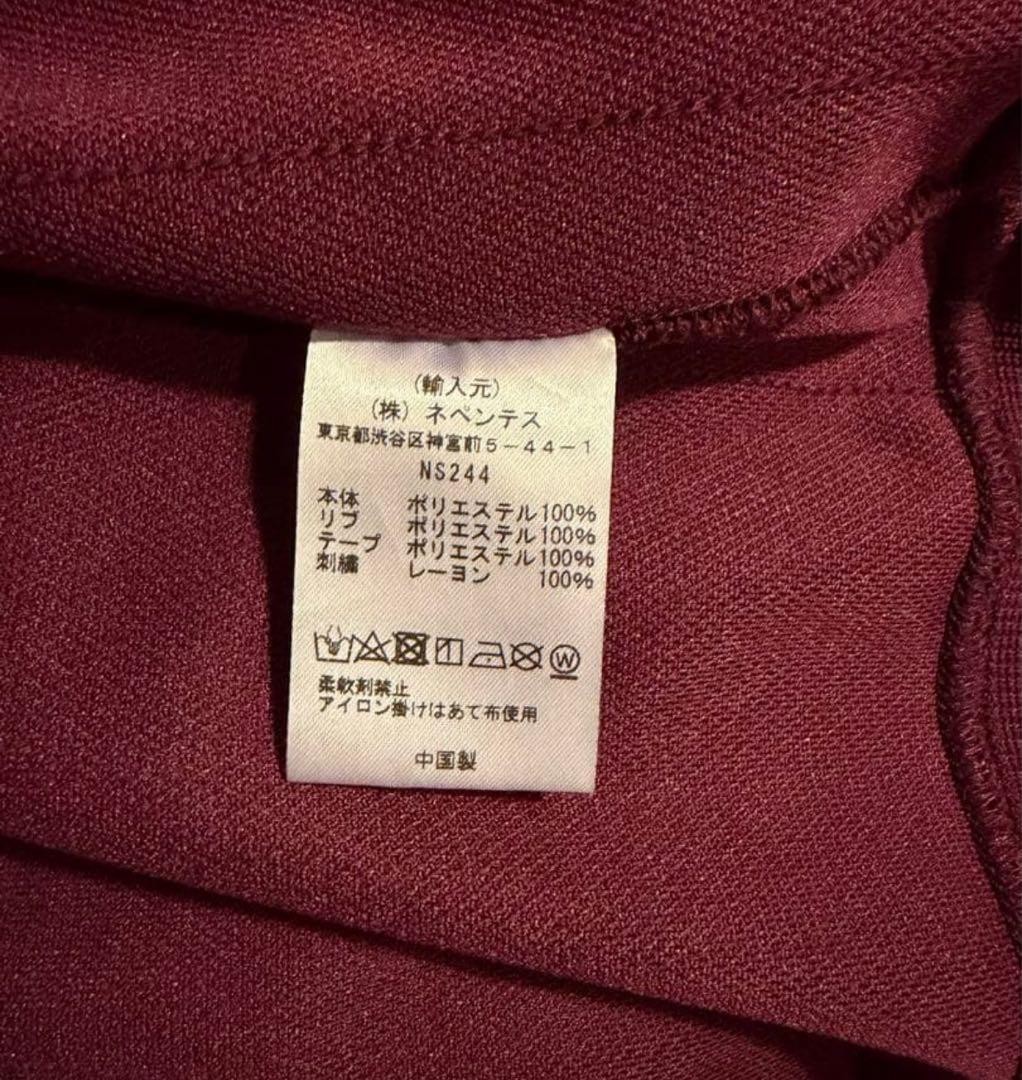 (輸入元)
(株) ネペンテス
東京都渋谷区神宮前5-44-1
NS244
本体 ポリエステル100%
リブ ポリエステル100%
テープ ポリエステル100%
刺繍 レーヨン 100%
W
柔軟剤禁止
アイロン掛けはあて布使用
中国製